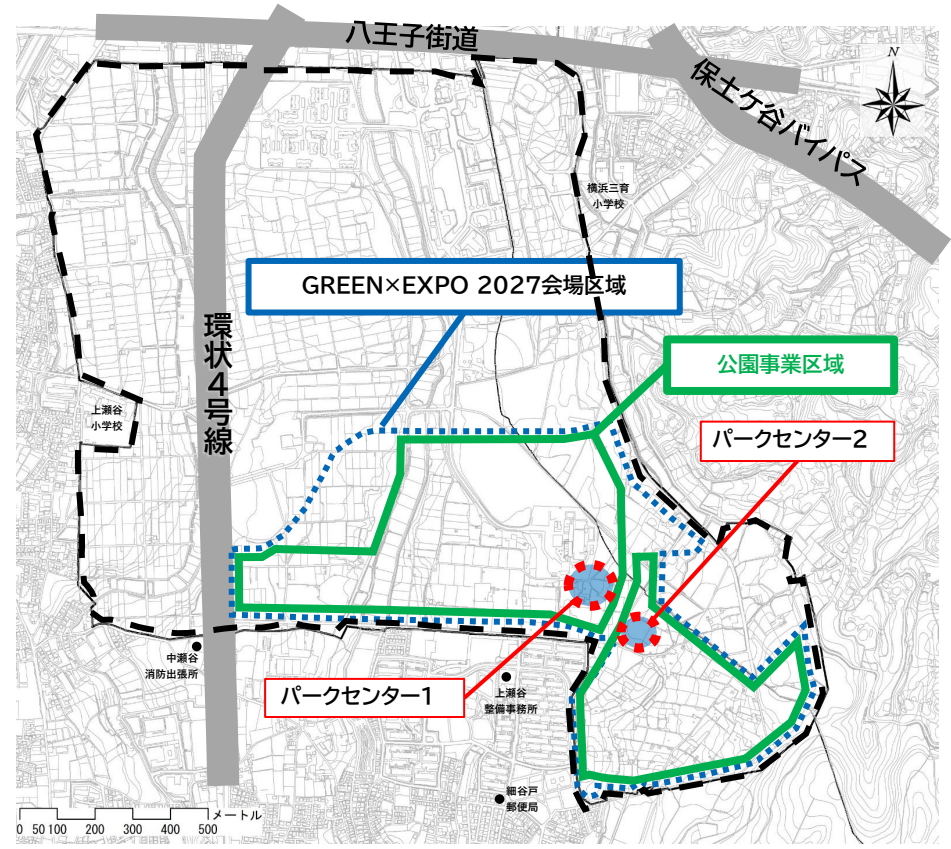 八王子街道
N
保土ケ谷バイパス
横浜三育
小学校
GREEN×EXPO 2027会場区域
環状4号線
公園事業区域
上瀬谷
小学校
パークセンター2
中瀬谷
消防出張所
パークセンター1
上瀬谷
整備事務所
細谷戸
郵便局
メートル
0 50 100 200 300 400 500